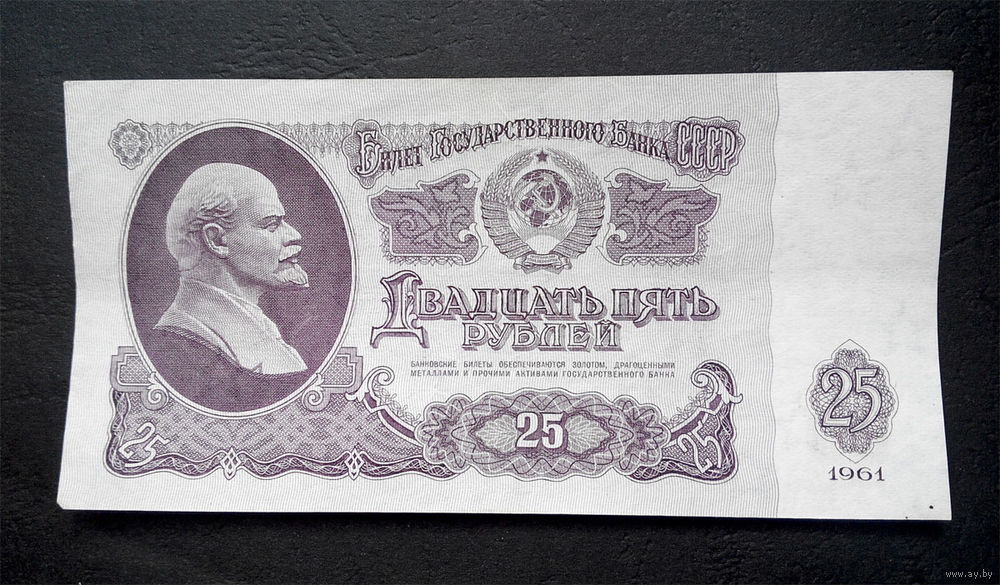 Билет Государственного Банка СССР
Двадцать пять
рублей
БАНКОВСКИЕ БИЛЕТЫ ОБЕСПЕЧИВАЮТСЯ ЗОЛОТОМ, ДРАГОЦЕННЫМИ
МЕТАЛЛАМИ И ПРОЧИМИ АКТИВАМИ ГОСУДАРСТВЕННОГО БАНКА
25
25
25
25
1961
www.ay.by